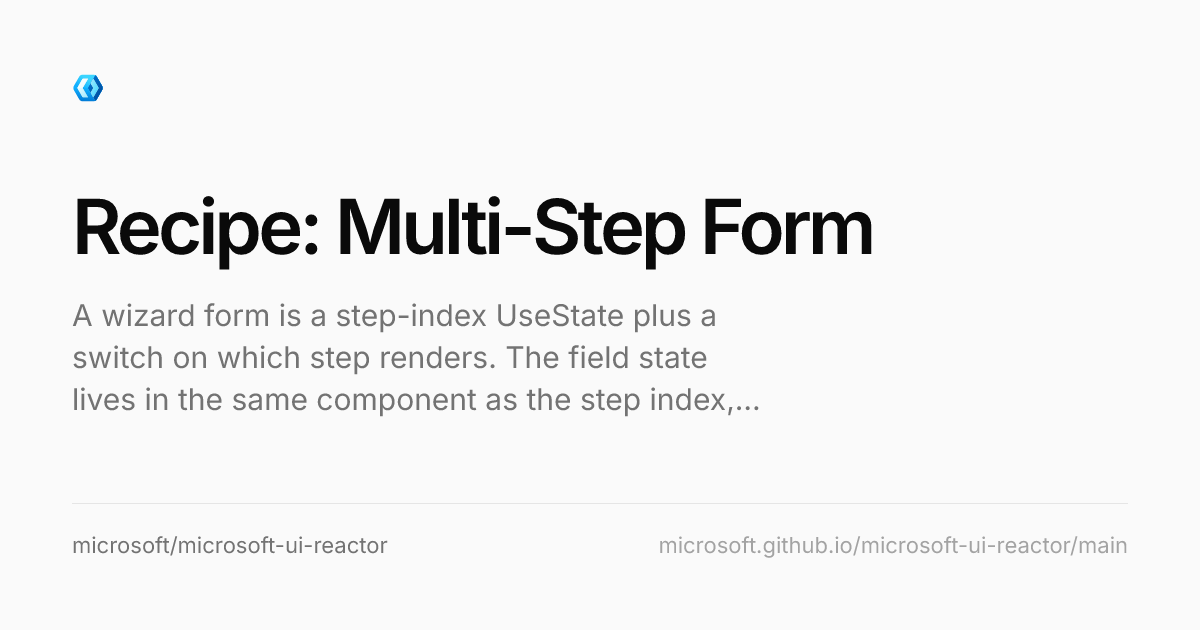 Recipe: Multi-Step Form
A wizard form is a step-index UseState plus a
switch on which step renders. The field state
lives in the same component as the step index,...
microsoft/microsoft-ui-reactor
microsoft.github.io/microsoft-ui-reactor/main